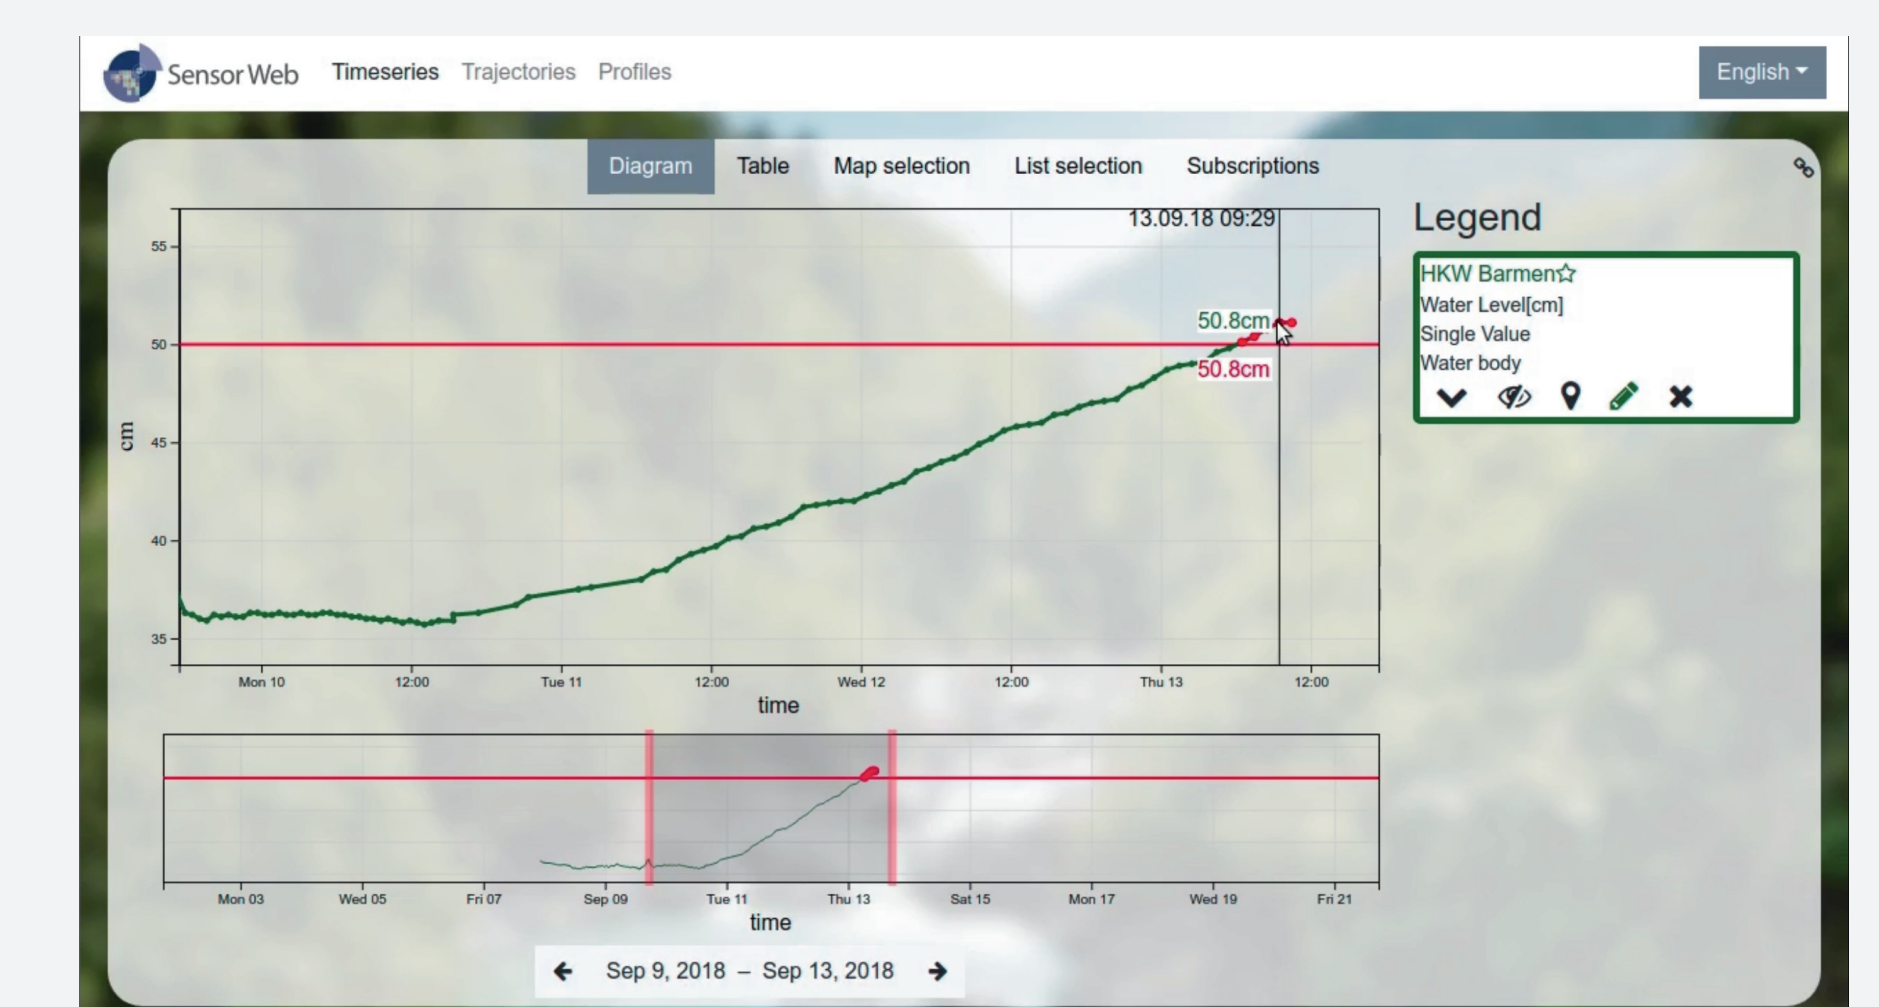 Sensor Web Timeseries Trajectories Profiles English
Diagram Table Map selection List selection Subscriptions
13.09.18 09:29
Legend
HKW Barmen
Water Level[cm]
Single Value
Water body
50.8cm
50.8cm
55
50
45
40
35
cm
Mon 10 12:00 Tue 11 12:00 Wed 12 12:00 Thu 13 12:00
time
Mon 03 Wed 05 Fri 07 Sep 09 Tue 11 Thu 13 Sat 15 Mon 17 Wed 19 Fri 21
time
Sep 9, 2018 – Sep 13, 2018